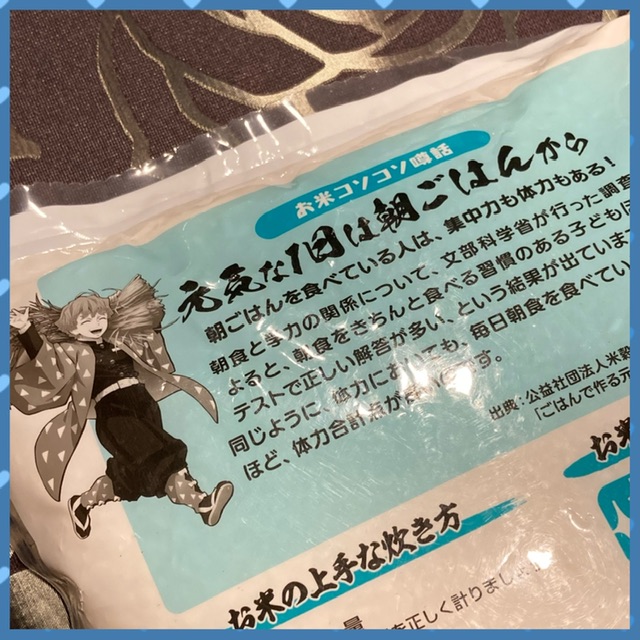 お米コソコソ噂話
元気な1日は朝ごはんから
朝ごはんを食べている人は、集中力も体力もある!
朝食と学力の関係について、文部科学省が行った調査
よると、朝食をきちんと食べる習慣のある子どもほ
テストで正しい解答が多い、という結果が出ていま
同じように、体力においても、毎日朝食を食べてい
ほど、体力合計点が す。
出典:公益社団法人米穀
「ごはんで作る元
お米の上手な炊き方
お米
量
を正しく計りまし